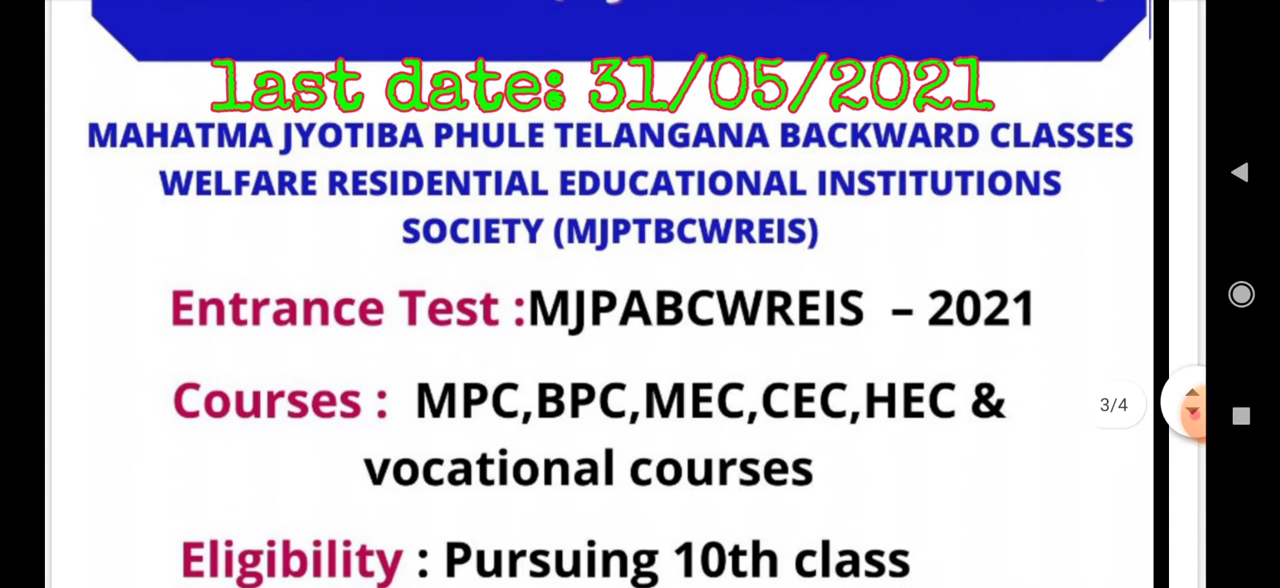 last date: 31/05/2021
MAHATMA JYOTIBA PHULE TELANGANA BACKWARD CLASSES
WELFARE RESIDENTIAL EDUCATIONAL INSTITUTIONS
SOCIETY (MJPTBCWREIS)
Entrance Test :MJPABCWREIS – 2021
Courses : MPC,BPC,MEC,CEC,HEC &
3/4
vocational courses
Eligibility : Pursuing 10th class